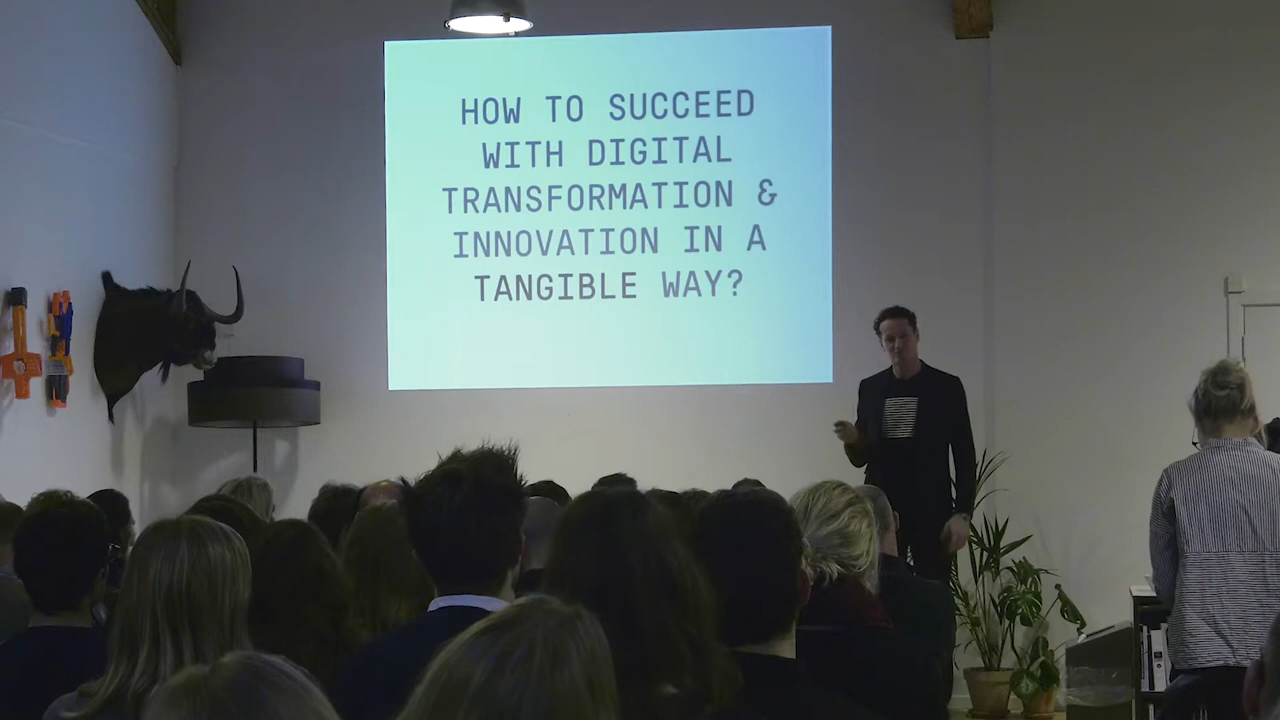 HOW TO SUCCEED
WITH DIGITAL
TRANSFORMATION &
INNOVATION IN A
TANGIBLE WAY?